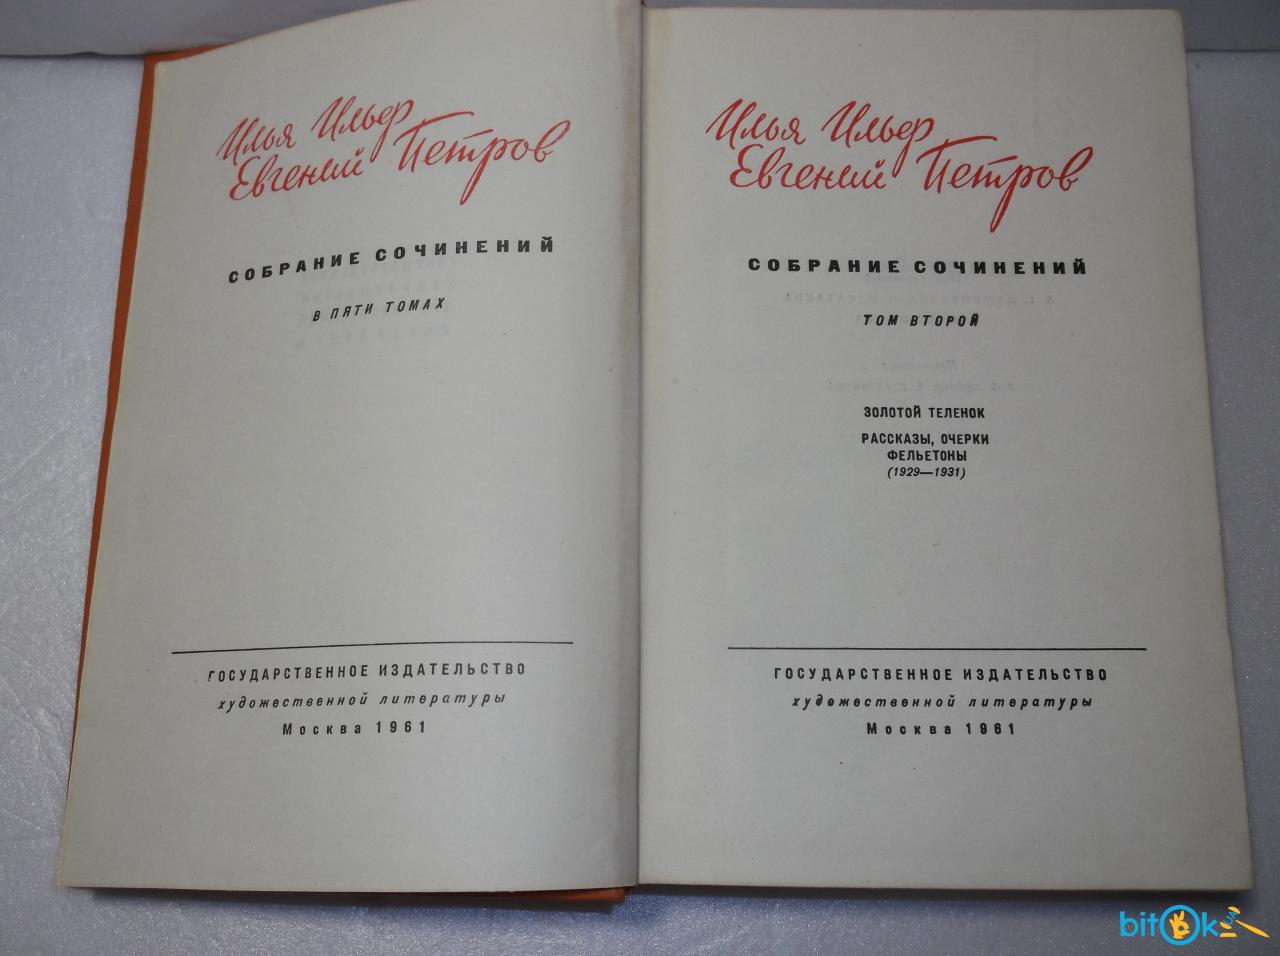 Илья Ильф
Евгений Петров
СОБРАНИЕ СОЧИНЕНИЙ
В ПЯТИ ТОМАХ
ГОСУДАРСТВЕННОЕ ИЗДАТЕЛЬСТВО
художественной литературы
Москва 1961
Илья Ильф
Евгений Петров
СОБРАНИЕ СОЧИНЕНИЙ
ТОМ ВТОРОЙ
ЗОЛОТОЙ ТЕЛЕНОК
РАССКАЗЫ, ОЧЕРКИ
ФЕЛЬЕТОНЫ
(1929—1931)
ГОСУДАРСТВЕННОЕ ИЗДАТЕЛЬСТВО
художественной литературы
Москва 1961
bitOk